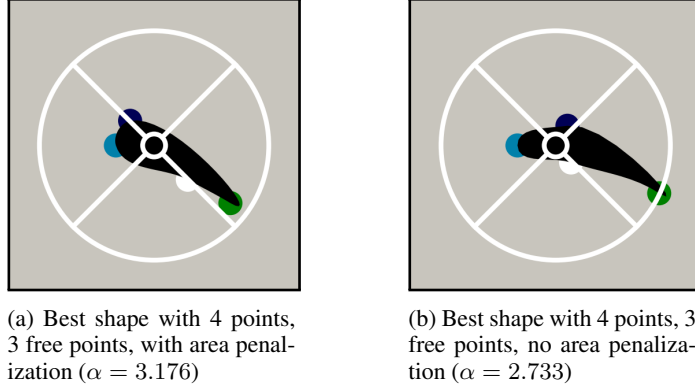 (a) Best shape with 4 points,
3 free points, with area penal-
ization (α = 3.176)
(b) Best shape with 4 points, 3
free points, no area penaliza-
tion (α = 2.733)